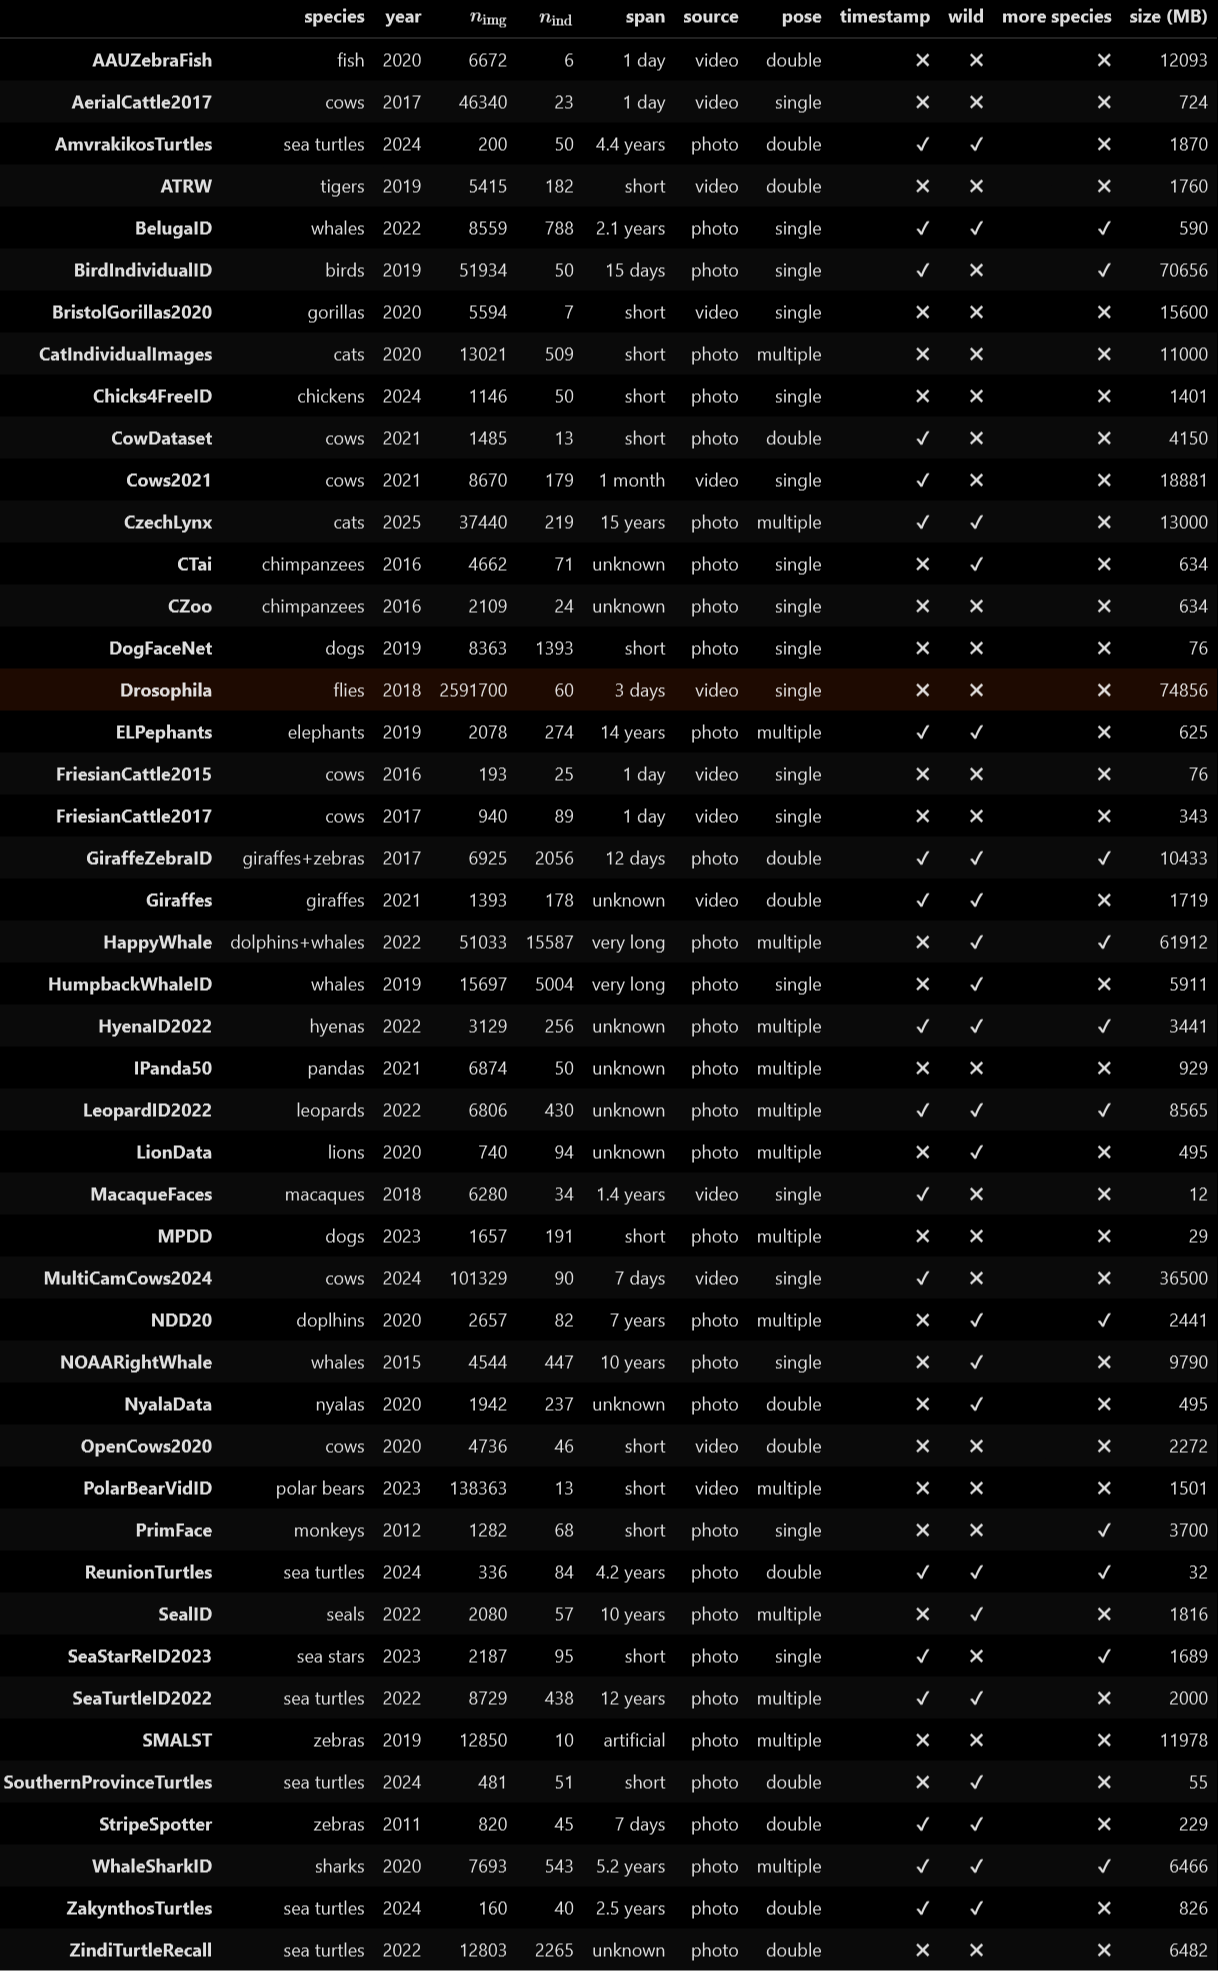 species year n_img n_ind span source pose timestamp wild more species size (MB)
AAUZebraFish fish 2020 6672 6 1 day video double ✗ ✗ ✗ 12093
AerialCattle2017 cows 2017 46340 23 1 day video single ✗ ✗ ✗ 724
AmvrakikosTurtles sea turtles 2024 200 50 4.4 years photo double ✓ ✓ ✗ 1870
ATRW tigers 2019 5415 182 short video double ✗ ✗ ✗ 1760
BelugaID whales 2022 8559 788 2.1 years photo single ✓ ✓ ✓ 590
BirdIndividualID birds 2019 51934 50 15 days photo single ✓ ✗ ✓ 70656
BristolGorillas2020 gorillas 2020 5594 7 short video single ✗ ✗ ✗ 15600
CatIndividualImages cats 2020 13021 509 short photo multiple ✗ ✗ ✗ 11000
Chicks4FreeID chickens 2024 1146 50 short photo single ✗ ✗ ✗ 1401
CowDataset cows 2021 1485 13 short photo double ✓ ✗ ✗ 4150
Cows2021 cows 2021 8670 179 1 month video single ✓ ✗ ✗ 18881
CzechLynx cats 2025 37440 219 15 years photo multiple ✓ ✓ ✗ 13000
CTai chimpanzees 2016 4662 71 unknown photo single ✗ ✓ ✗ 634
CZoo chimpanzees 2016 2109 24 unknown photo single ✗ ✗ ✗ 634
DogFaceNet dogs 2019 8363 1393 short photo single ✗ ✗ ✗ 76
Drosophila flies 2018 2591700 60 3 days video single ✗ ✗ ✗ 74856
ELPephants elephants 2019 2078 274 14 years photo multiple ✓ ✓ ✗ 625
FriesianCattle2015 cows 2016 193 25 1 day video single ✗ ✗ ✗ 76
FriesianCattle2017 cows 2017 940 89 1 day video single ✗ ✗ ✗ 343
GiraffeZebraID giraffes+zebras 2017 6925 2056 12 days photo double ✓ ✓ ✓ 10433
Giraffes giraffes 2021 1393 178 unknown video double ✓ ✓ ✗ 1719
HappyWhale dolphins+whales 2022 51033 15587 very long photo multiple ✗ ✓ ✓ 61912
HumpbackWhaleID whales 2019 15697 5004 very long photo single ✗ ✓ ✗ 5911
HyenaID2022 hyenas 2022 3129 256 unknown photo multiple ✓ ✓ ✓ 3441
IPanda50 pandas 2021 6874 50 unknown photo multiple ✗ ✗ ✗ 929
LeopardID2022 leopards 2022 6806 430 unknown photo multiple ✓ ✓ ✓ 8565
LionData lions 2020 740 94 unknown photo multiple ✗ ✓ ✗ 495
MacaqueFaces macaques 2018 6280 34 1.4 years video single ✓ ✗ ✗ 12
MPDD dogs 2023 1657 191 short photo multiple ✗ ✗ ✗ 29
MultiCamCows2024 cows 2024 101329 90 7 days video single ✓ ✗ ✗ 36500
NDD20 doplhins 2020 2657 82 7 years photo multiple ✗ ✓ ✓ 2441
NOAARightWhale whales 2015 4544 447 10 years photo single ✗ ✓ ✗ 9790
NyalaData nyalas 2020 1942 237 unknown photo double ✗ ✓ ✗ 495
OpenCows2020 cows 2020 4736 46 short video double ✗ ✗ ✗ 2272
PolarBearVidID polar bears 2023 138363 13 short video multiple ✗ ✗ ✗ 1501
PrimFace monkeys 2012 1282 68 short photo single ✗ ✗ ✓ 3700
ReunionTurtles sea turtles 2024 336 84 4.2 years photo double ✓ ✓ ✓ 32
SealID seals 2022 2080 57 10 years photo multiple ✗ ✓ ✗ 1816
SeaStarReID2023 sea stars 2023 2187 95 short photo single ✓ ✗ ✓ 1689
SeaTurtleID2022 sea turtles 2022 8729 438 12 years photo multiple ✓ ✓ ✗ 2000
SMALST zebras 2019 12850 10 artificial photo multiple ✗ ✗ ✗ 11978
SouthernProvinceTurtles sea turtles 2024 481 51 short photo double ✗ ✓ ✗ 55
StripeSpotter zebras 2011 820 45 7 days photo double ✓ ✓ ✗ 229
WhaleSharkID sharks 2020 7693 543 5.2 years photo multiple ✓ ✓ ✓ 6466
ZakynthosTurtles sea turtles 2024 160 40 2.5 years photo double ✓ ✓ ✗ 826
ZindiTurtleRecall sea turtles 2022 12803 2265 unknown photo double ✗ ✗ ✗ 6482